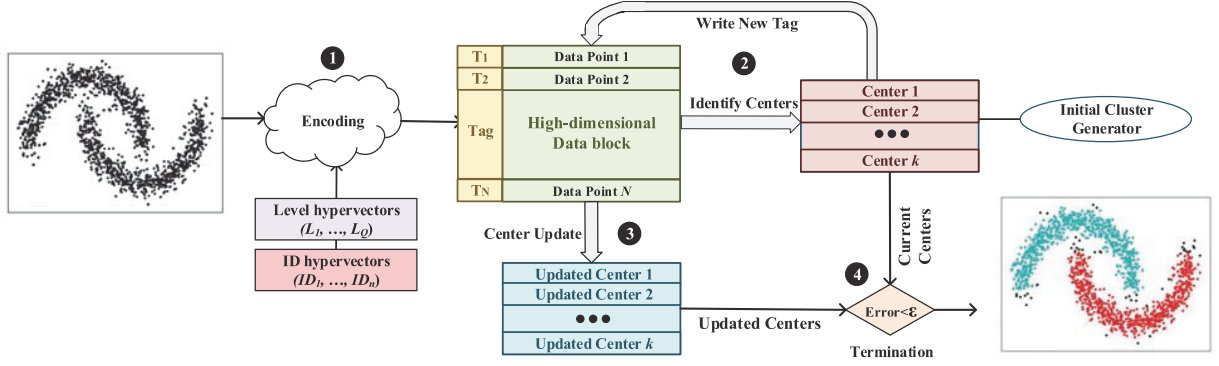 Write New Tag
1
T1 Data Point 1
T2 Data Point 2
2
Center 1
Identify Centers
Center 2
Initial Cluster
Generator
Encoding
Tag
High-dimensional
Data block
•••
Center k
TN Data Point N
Level hypervectors
(L1, …, LQ)
ID hypervectors
(ID1, …, IDn)
Center Update
3
Current
Centers
Updated Center 1
Updated Center 2
•••
Updated Center k
4
Updated Centers
Error<ε
Termination